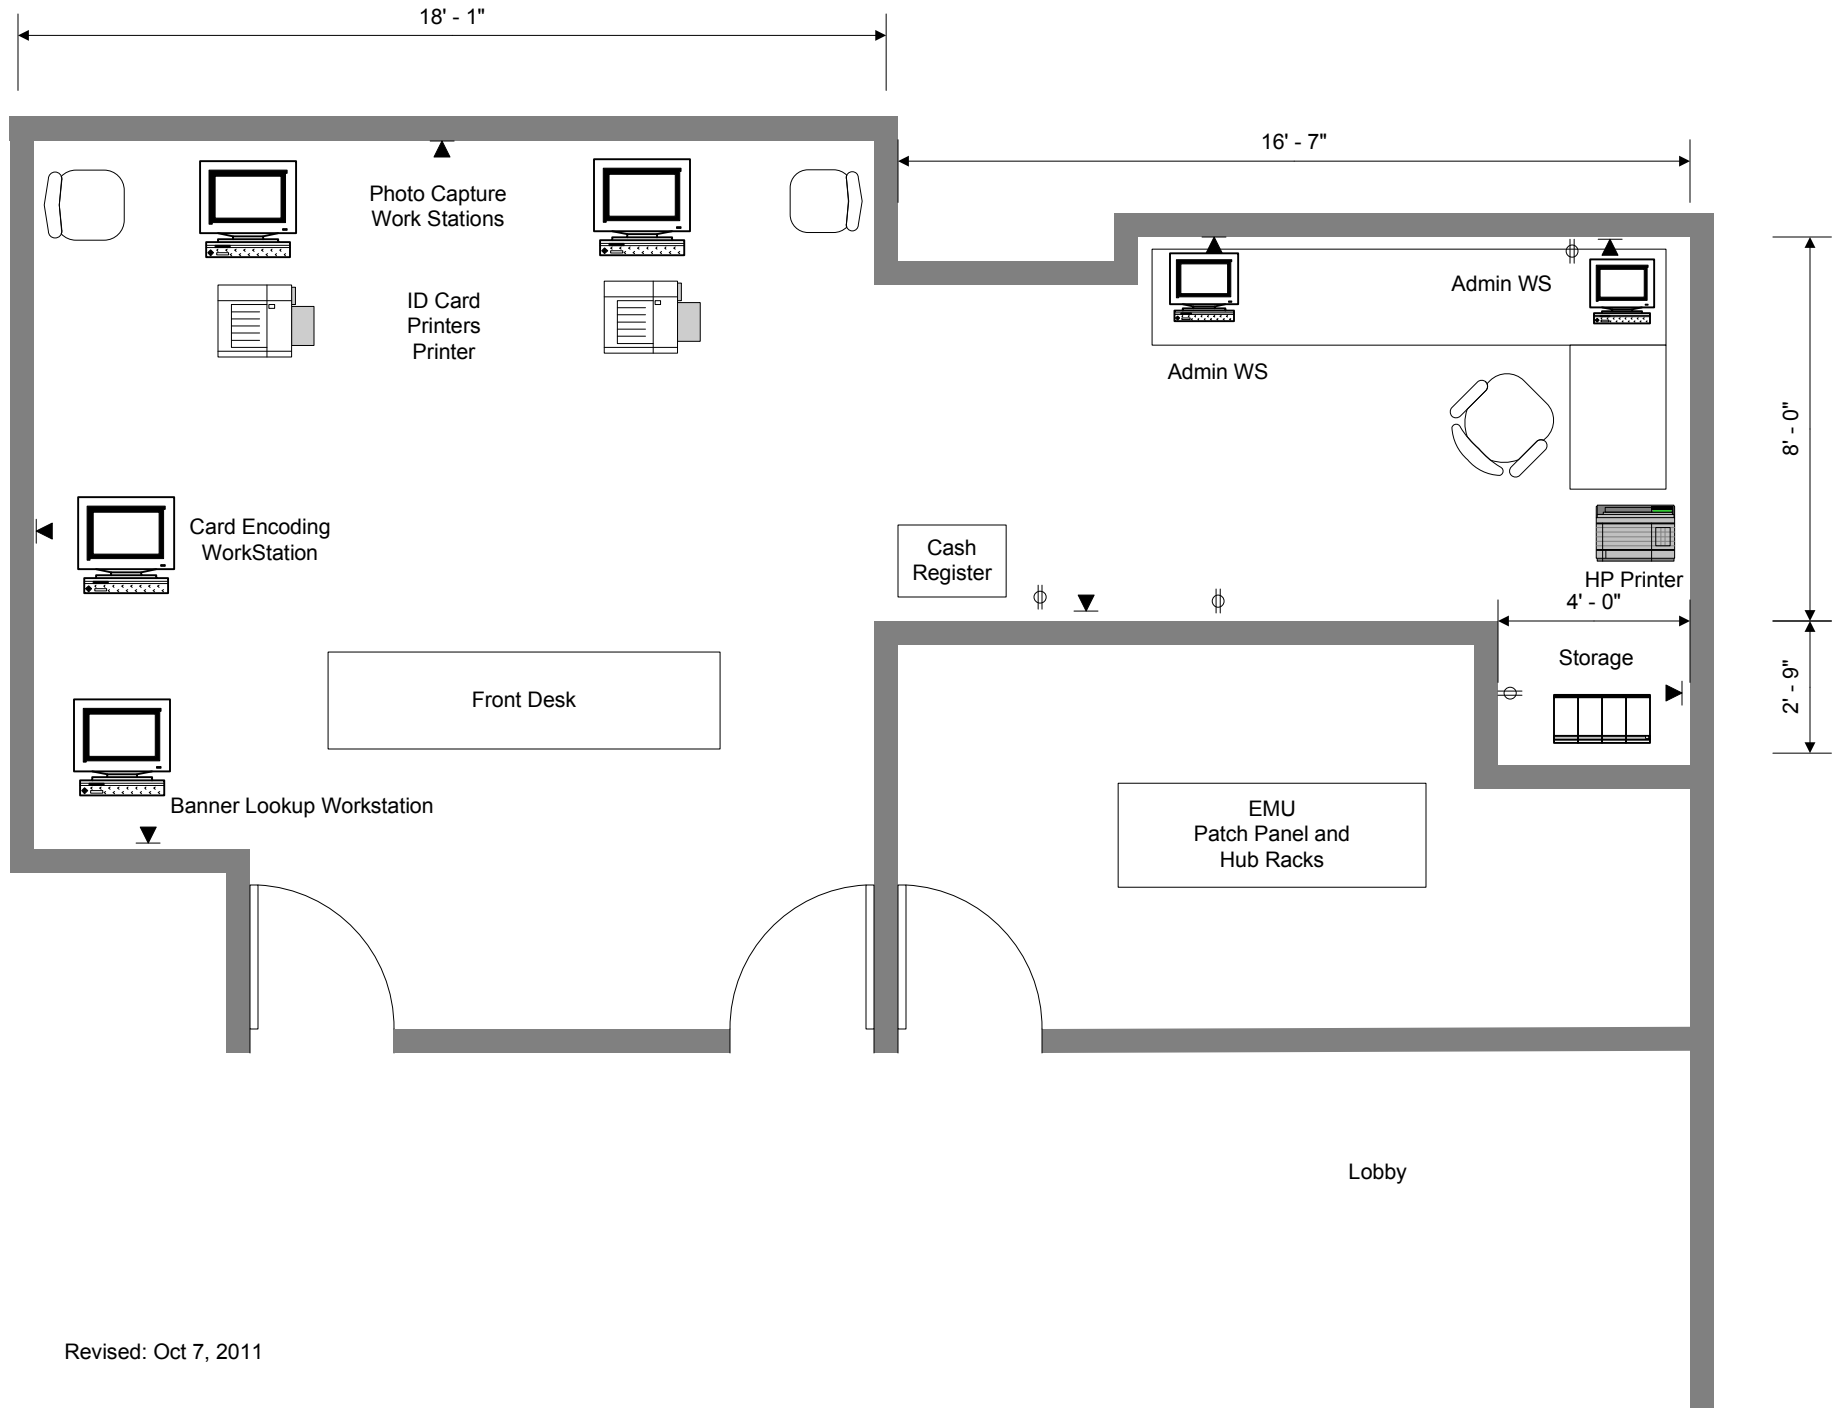 18' - 1"
16' - 7"
Photo Capture
Work Stations
Admin WS
ID Card
Printers
Printer
Admin WS
8' - 0"
Card Encoding
WorkStation
Cash
Register
HP Printer
4' - 0"
Storage
2' - 9"
Front Desk
Banner Lookup Workstation
EMU
Patch Panel and
Hub Racks
Lobby
Revised: Oct 7, 2011